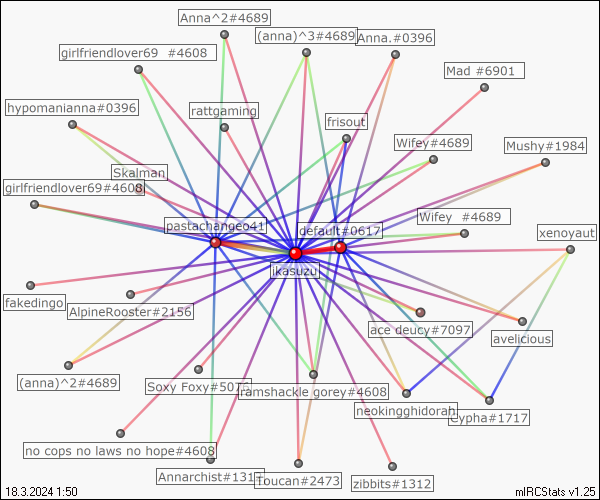 Anna^2#4689
(anna)^3#4689
Anna.#0396
girlfriendlover69 #4608
Mad #6901
hypomanianna#0396
rattgaming
frisout
Wifey#4689
Mushy#1984
Skalman
girlfriendlover69#4608
pastachangeo41
default#0617
Wifey #4689
xenoyaut
jikasuzu
fakedingo
AlpineRooster#2156
ace deucy#7097
avelicious
(anna)^2#4689
Soxy Foxy#501
ramshackle gorey#4608
neokingghidorah
Cypha#1717
no cops no laws no hope#4608
Annarchist#131
Toucan#2473
zibbits#1312
18.3.2024 1:50
mIRCStats v1.25